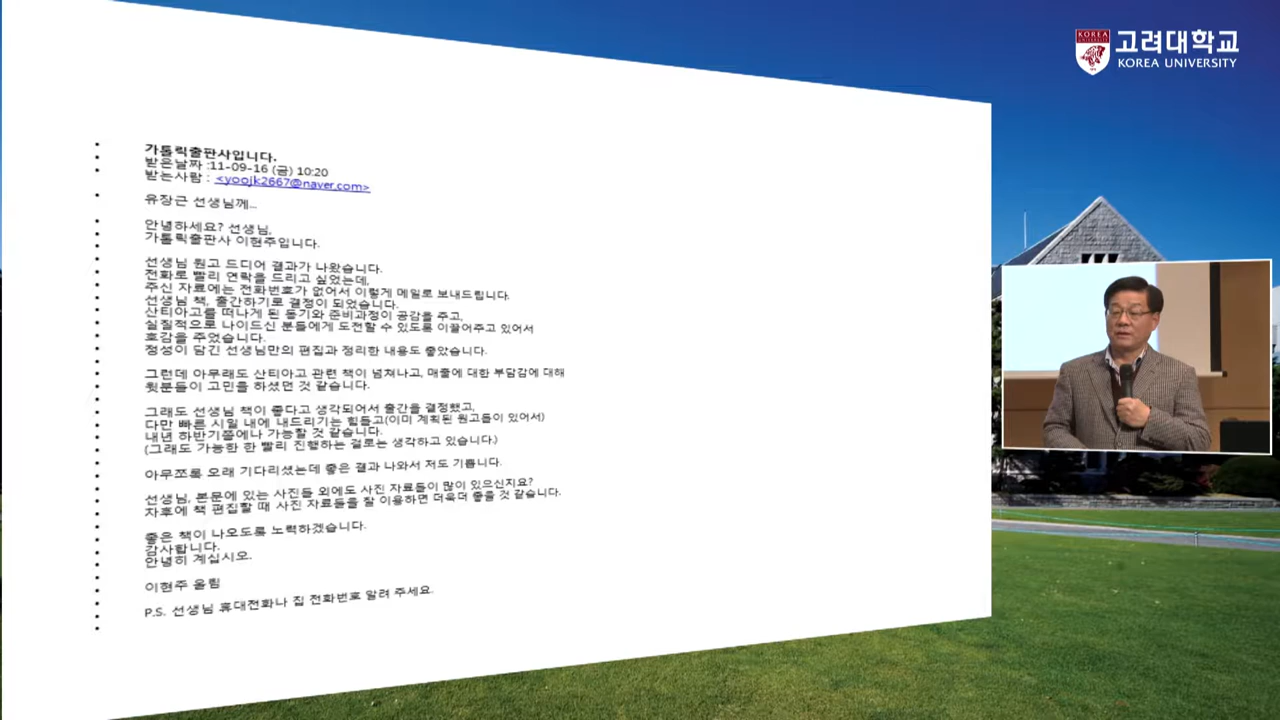 KOREA
UNIVERSITY
고려대학교
KOREA UNIVERSITY
가톨릭출판사입니다.
받은날짜 :11-09-16 (금) 10:20
받는사람 : <yoojk2667@naver.com>
유장근 선생님께...
안녕하세요? 선생님,
가톨릭출판사 이현주입니다.
선생님 원고 드디어 결과가 나왔습니다.
전화로 빨리 연락을 드리고 싶었는데,
주신 자료에는 전화번호가 없어서 이렇게 메일로 보내드립니다.
선생님 책, 출간하기로 결정이 되었습니다.
산티아고를 떠나게 된 동기와 준비과정이 공감을 주고,
실질적으로 나이드신 분들에게 도전할 수 있도록 이끌어주고 있어서
호감을 주었습니다.
정성이 담긴 선생님만의 편집과 정리한 내용도 좋았습니다.
그런데 아무래도 산티아고 관련 책이 넘쳐나고, 매출에 대한 부담감에 대해
윗분들이 고민을 하셨던 것 같습니다.
그래도 선생님 책이 좋다고 생각되어서 출간을 결정했고,
다만 빠른 시일 내에 내드리기는 힘들고(이미 계획된 원고들이 있어서)
내년 하반기쯤에나 가능할 것 같습니다.
(그래도 가능한 한 빨리 진행하는 걸로는 생각하고 있습니다.)
아무쪼록 오래 기다리셨는데 좋은 결과 나와서 저도 기쁩니다.
선생님, 본문에 있는 사진들 외에도 사진 자료들이 많이 있으신지요?
차후에 책 편집할 때 사진 자료들을 잘 이용하면 더욱더 좋을 것 같습니다.
좋은 책이 나오도록 노력하겠습니다.
감사합니다.
안녕히 계십시오.
이현주 올림
P.S. 선생님 휴대전화나 집 전화번호 알려 주세요.